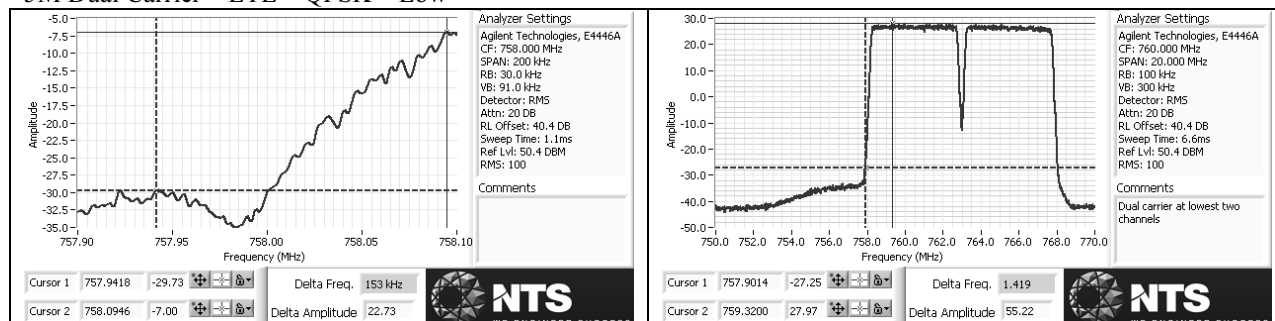 5M Dual Carrier – LTE – QPSK – Low
-5.0
-7.5
-10.0
-12.5
-15.0
-17.5
-20.0
-22.5
-25.0
-27.5
-30.0
-32.5
-35.0
Amplitude
757.90 757.95 758.00 758.05 758.10
Frequency (MHz)
Analyzer Settings
Agilent Technologies, E4446A
CF: 758.000 MHz
SPAN: 200 kHz
RB: 30.0 kHz
VB: 91.0 kHz
Detector: RMS
Attn: 20 DB
RL Offset: 40.4 DB
Sweep Time: 1.1ms
Ref Lvl: 50.4 DBM
RMS: 100
Comments
Cursor 1 757.9418 -29.73
Cursor 2 758.0946 -7.00
Delta Freq. 153 kHz
Delta Amplitude 22.73
NTS
30.0
20.0
10.0
0.0
-10.0
-20.0
-30.0
-40.0
-50.0
Amplitude
750.0 752.0 754.0 756.0 758.0 760.0 762.0 764.0 766.0 768.0 770.0
Frequency (MHz)
Analyzer Settings
Agilent Technologies, E4446A
CF: 760.000 MHz
SPAN: 20.000 MHz
RB: 100 kHz
VB: 300 kHz
Detector: RMS
Attn: 20 DB
RL Offset: 40.4 DB
Sweep Time: 6.6ms
Ref Lvl: 50.4 DBM
RMS: 100
Comments
Dual carrier at lowest two
channels
Cursor 1 757.9014 -27.25
Cursor 2 759.3200 27.97
Delta Freq. 1.419
Delta Amplitude 55.22
NTS